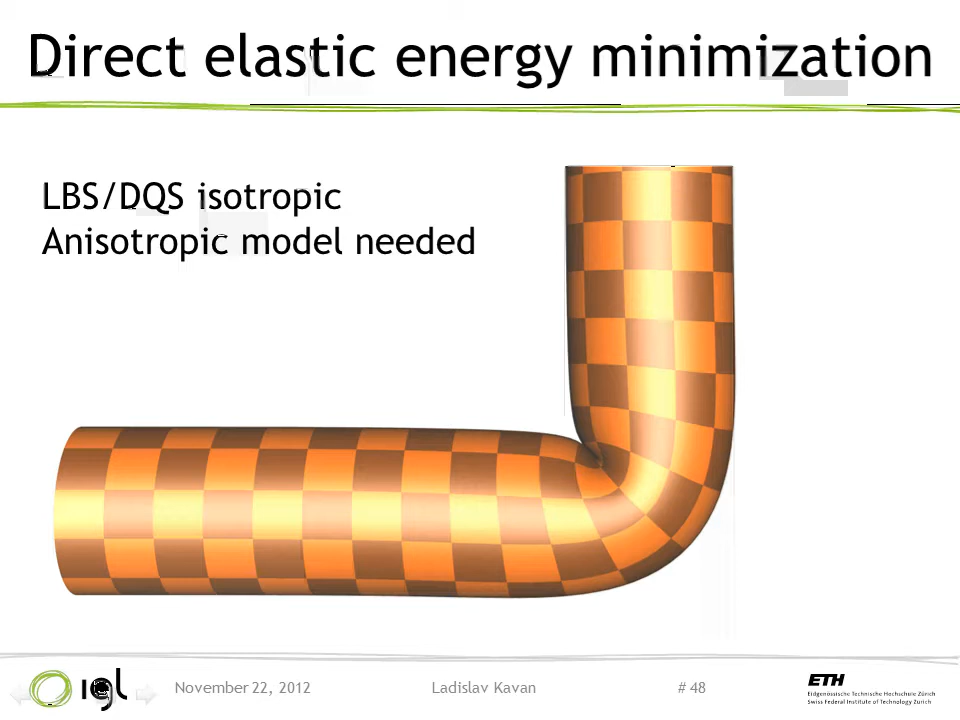 Direct elastic energy minimization
LBS/DQS isotropic
Anisotropic model needed
igl
November 22, 2012
Ladislav Kavan
# 48
ETH
Eidgenössische Technische Hochschule Zürich
Swiss Federal Institute of Technology Zurich